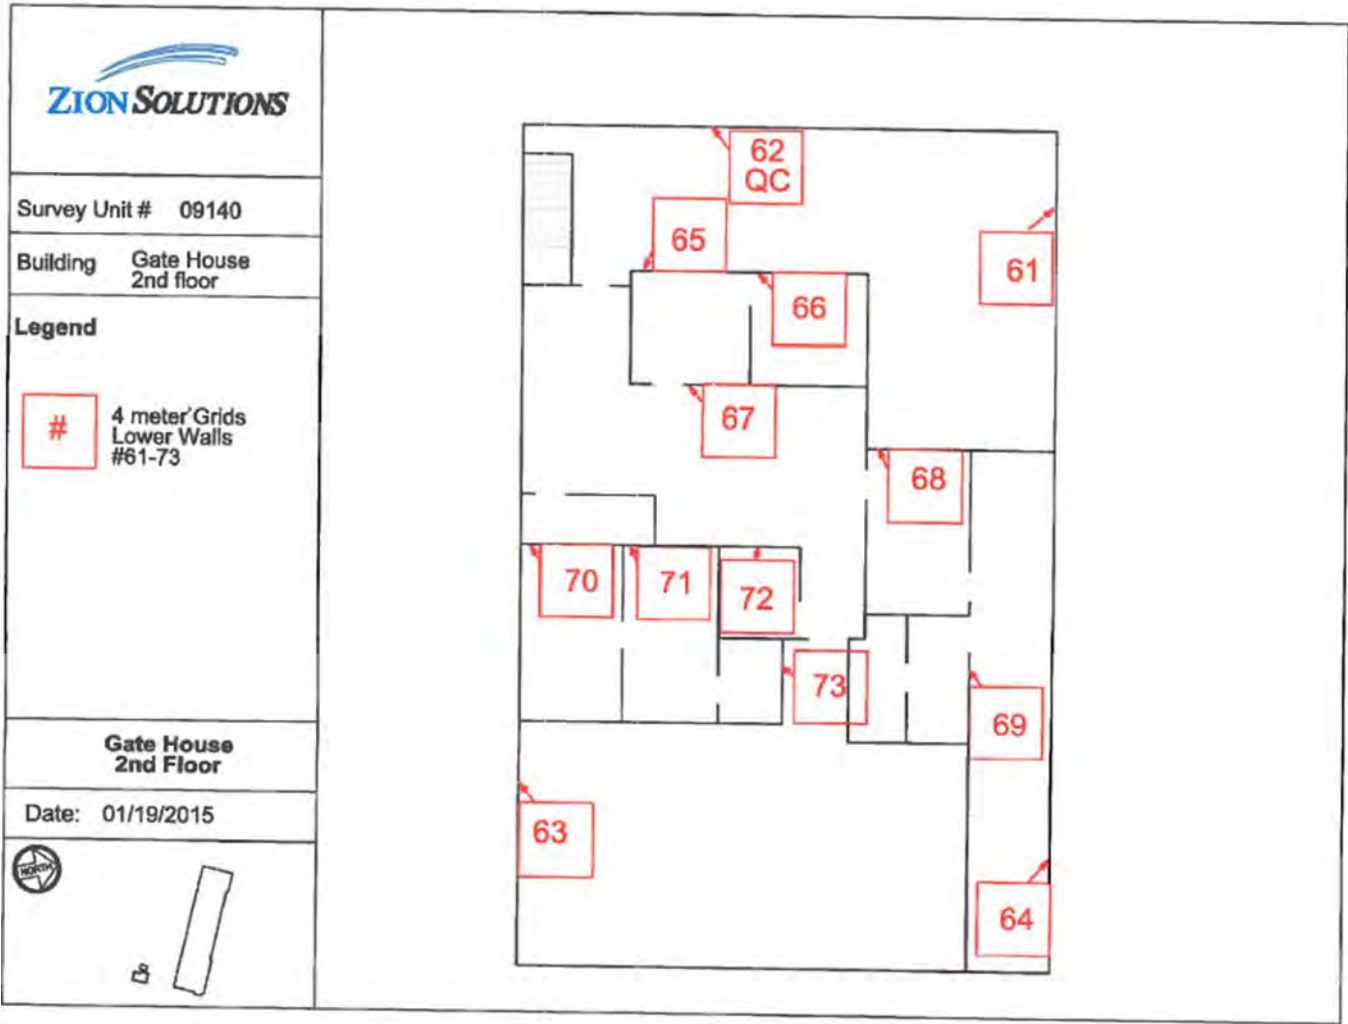 ZION SOLUTIONS
Survey Unit # 09140
Building Gate House
2nd floor
Legend
#
4 meter'Grids
Lower Walls
#61-73
Gate House
2nd Floor
Date: 01/19/2015
NORTH
62
QC
65
61
66
67
68
70
71
72
73
69
63
64